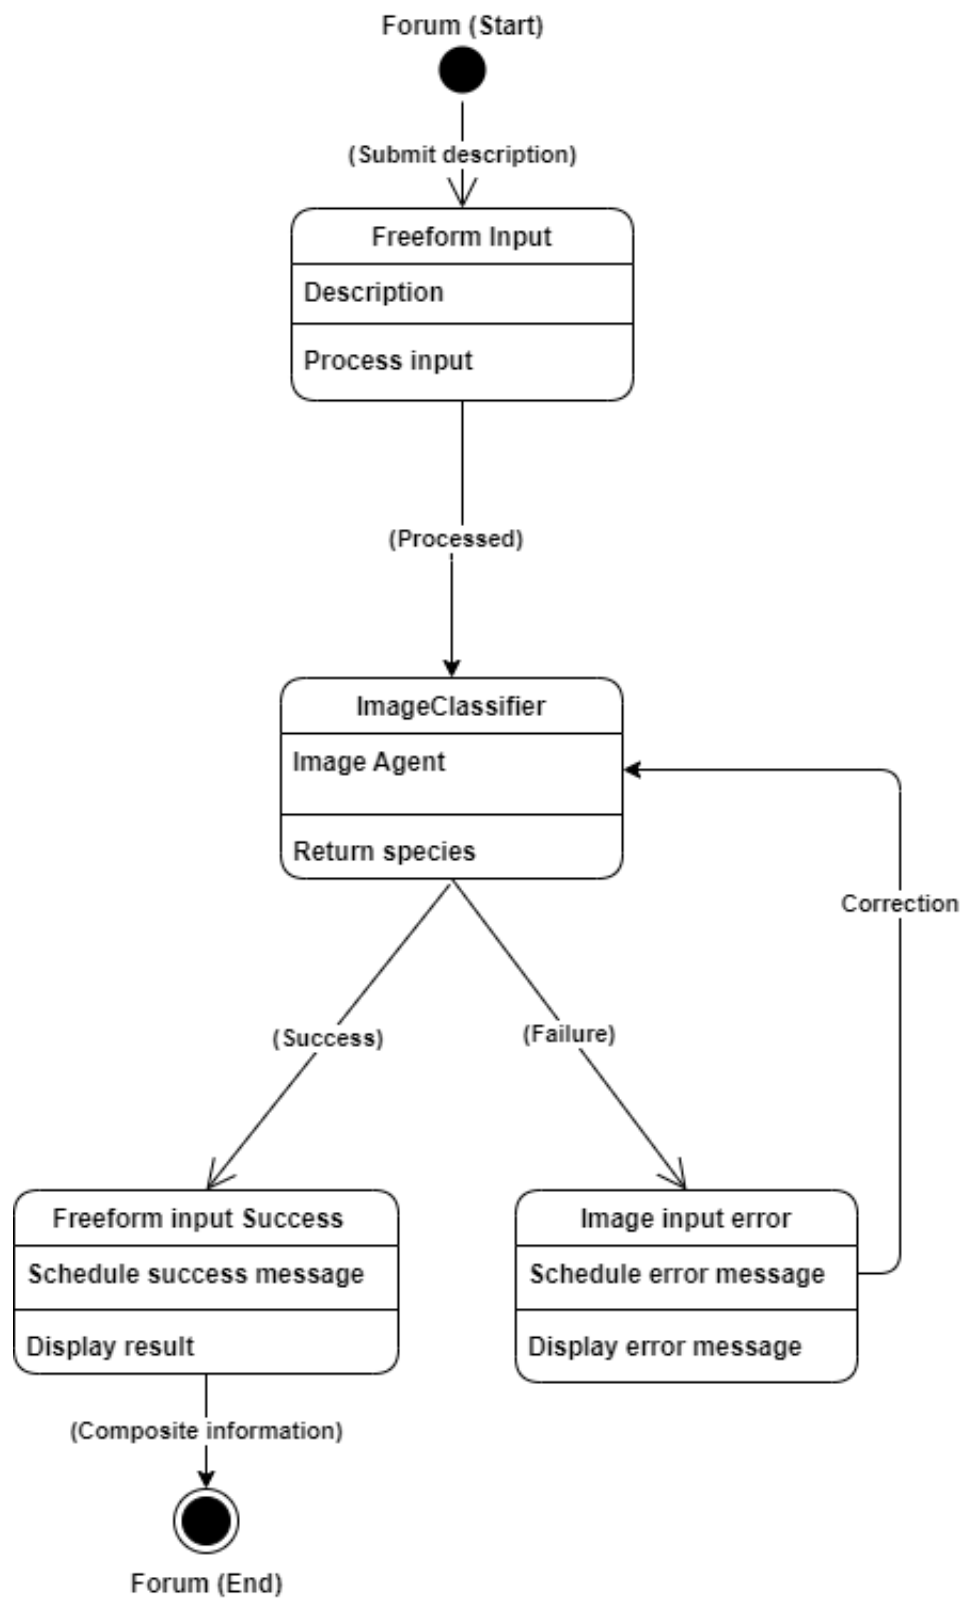 Forum (Start)
(Submit description)
Freeform Input
Description
Process input
(Processed)
ImageClassifier
Image Agent
Return species
Correction
(Success)
(Failure)
Freeform input Success
Schedule success message
Display result
Image input error
Schedule error message
Display error message
(Composite information)
Forum (End)